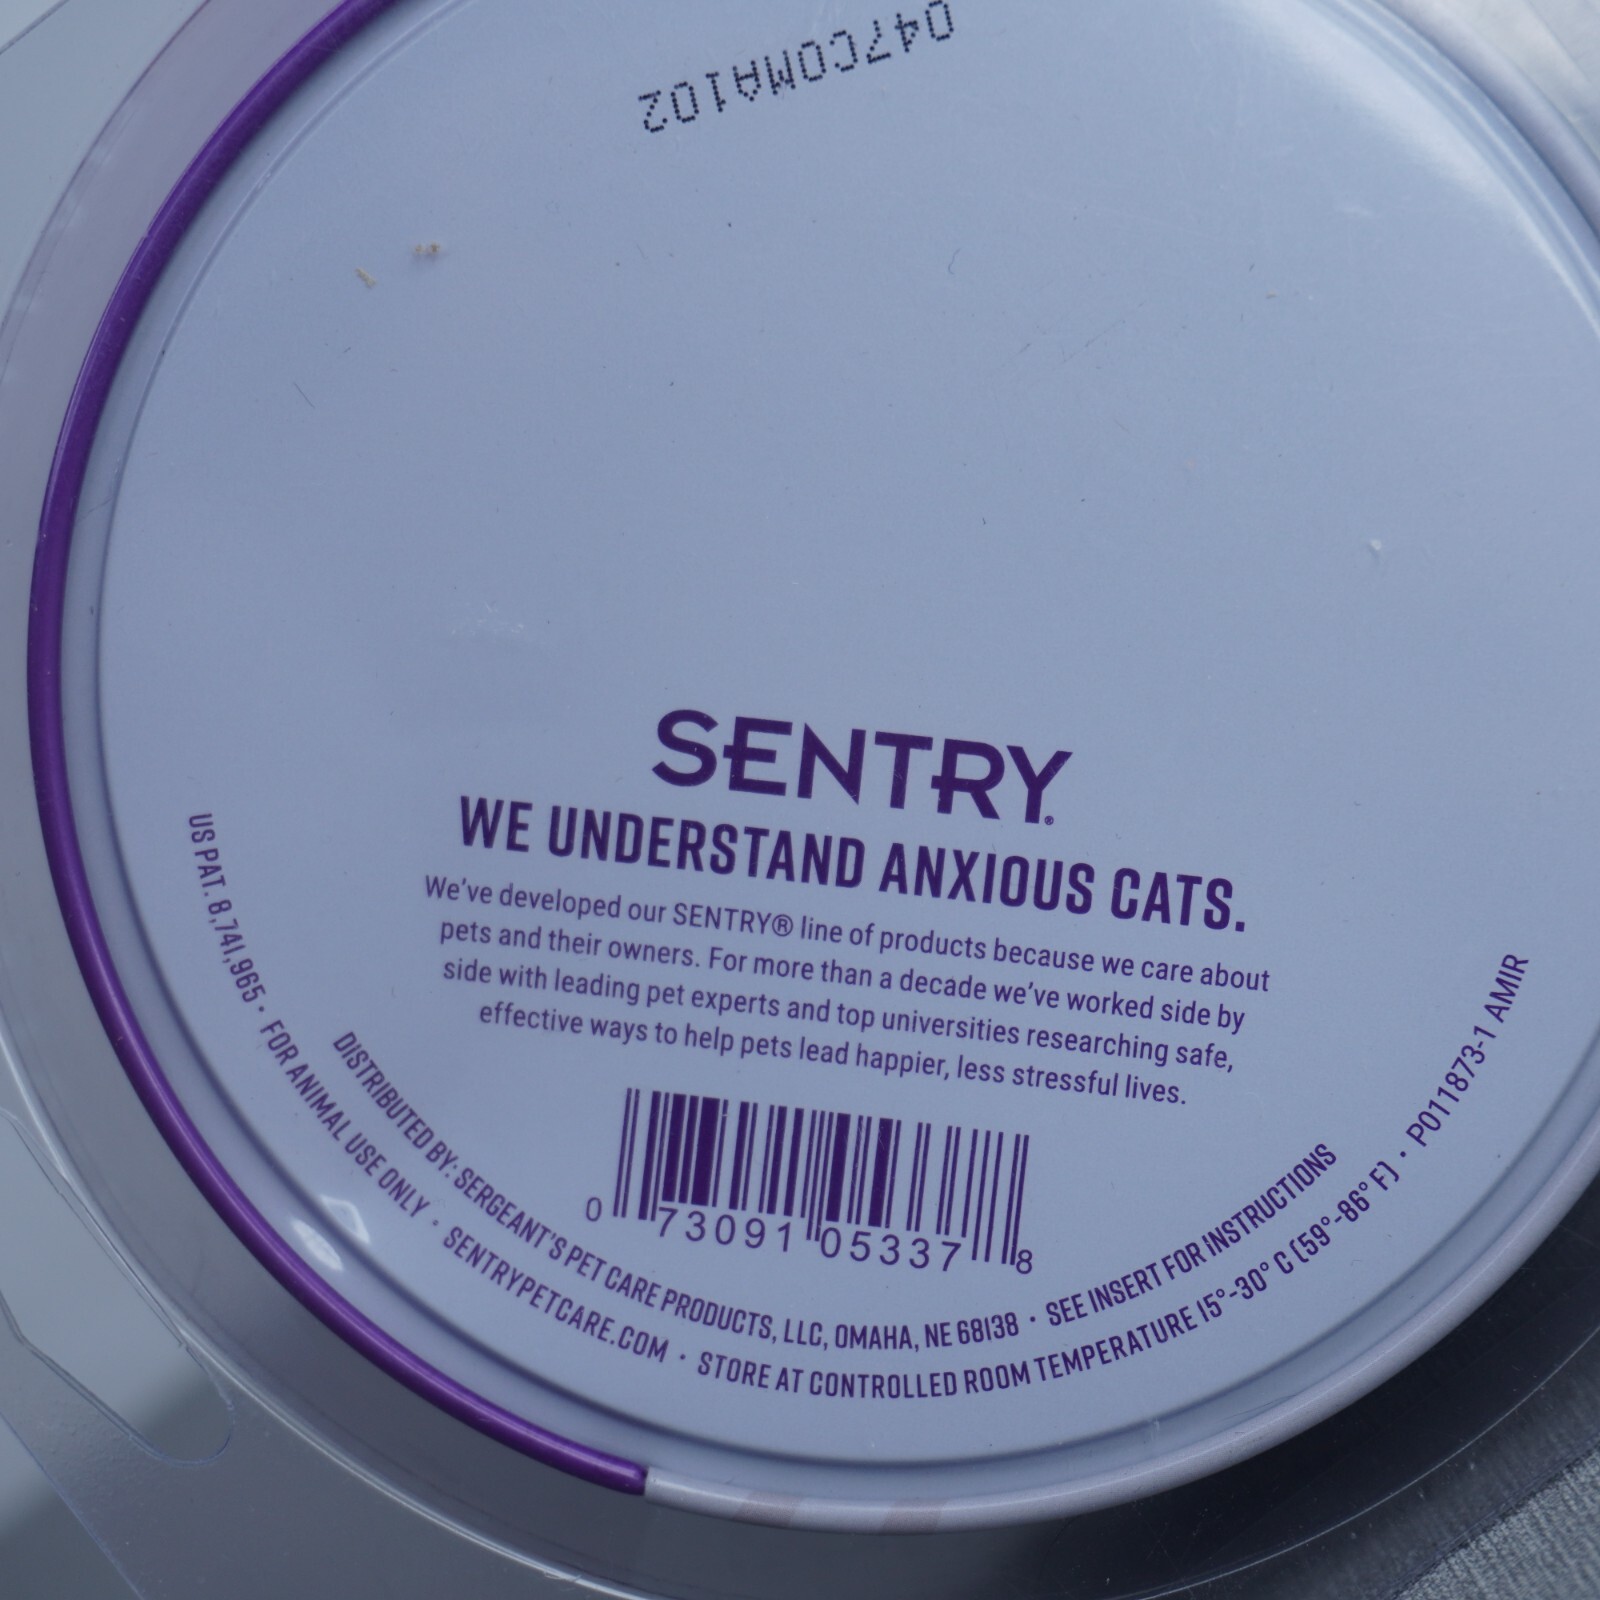 047COMA102
SENTRY®
WE UNDERSTAND ANXIOUS CATS.
We've developed our SENTRY® line of products because we care about
pets and their owners. For more than a decade we've worked side by
side with leading pet experts and top universities researching safe,
effective ways to help pets lead happier, less stressful lives.
0 73091 05337 8
DISTRIBUTED BY: SERGEANT'S PET CARE PRODUCTS, LLC, OMAHA, NE 68138 • SEE INSERT FOR INSTRUCTIONS
US PAT. 8,741,965 • FOR ANIMAL USE ONLY • SENTRYPETCARE.COM • STORE AT CONTROLLED ROOM TEMPERATURE 15°-30° C (59°-86° F) • P011873-1 AMIR